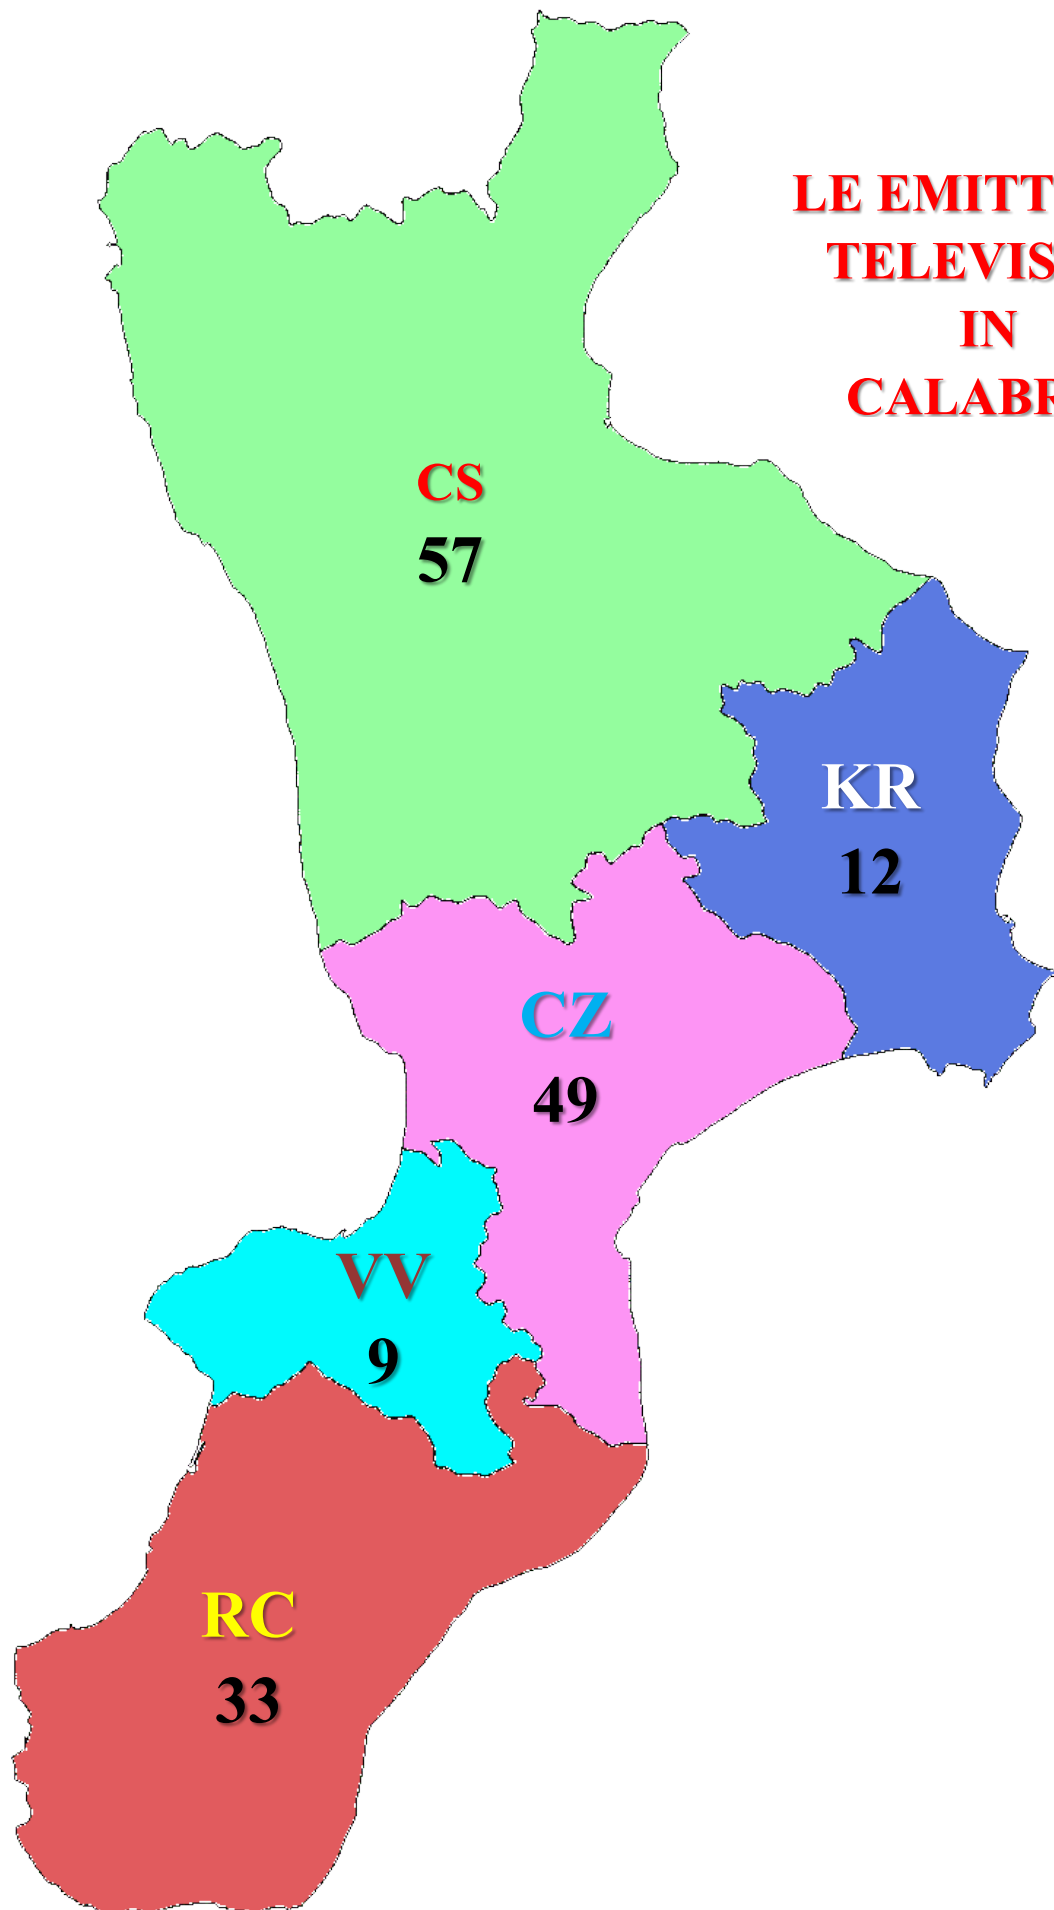 LE EMITT
TELEVIS
IN
CALABR
CS
57
KR
12
CZ
49
VV
9
RC
33